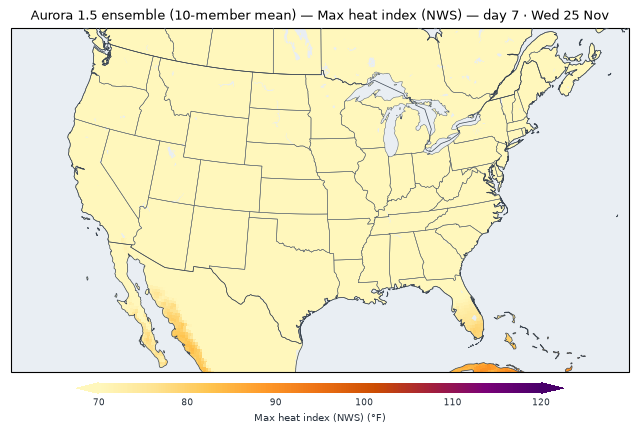 Aurora 1.5 ensemble (10-member mean) — Max heat index (NWS) — day 7 · Wed 25 Nov
70 80 90 100 110 120
Max heat index (NWS) (°F)